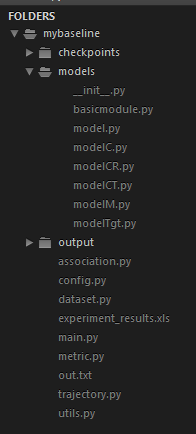 FOLDERS
mybaseline
checkpoints
models
__init__.py
basicmodule.py
model.py
modelC.py
modelCR.py
modelCT.py
modelM.py
modelTgt.py
output
association.py
config.py
dataset.py
experiment_results.xls
main.py
metric.py
out.txt
trajectory.py
utils.py